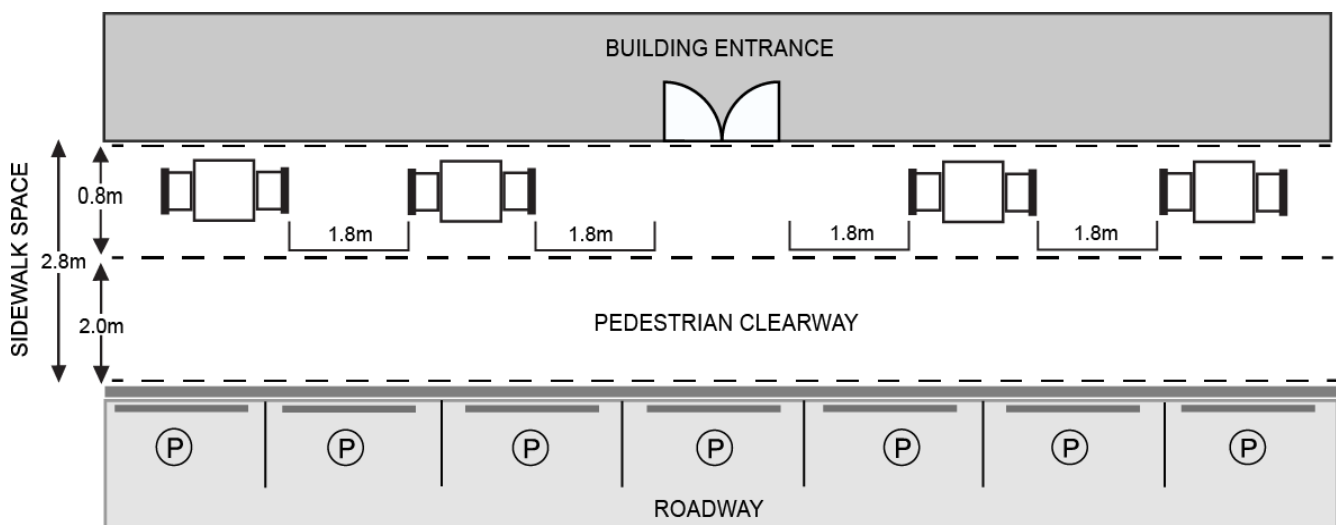 BUILDING ENTRANCE
SIDEWALK SPACE
0.8m
1.8m
1.8m
1.8m
1.8m
2.8m
2.0m
PEDESTRIAN CLEARWAY
P
P
P
P
P
P
P
ROADWAY